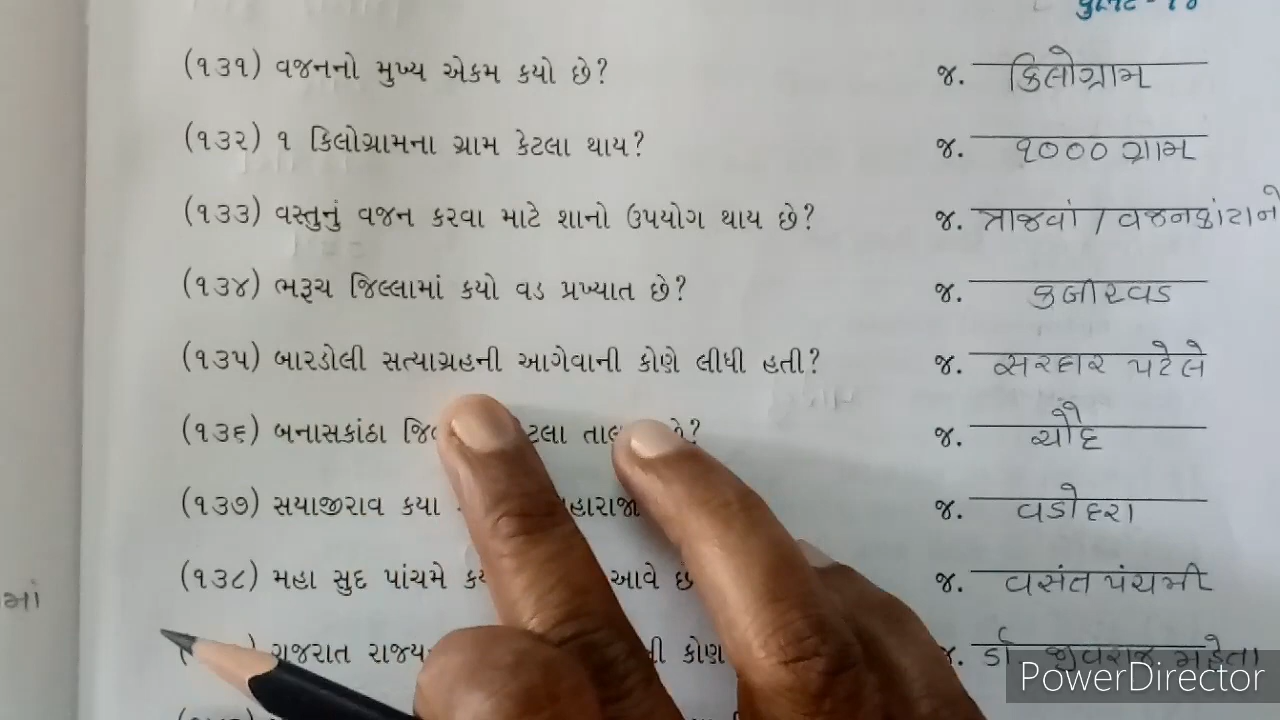 (૧૩૧) વજનનો મુખ્ય એકમ કયો છે? જ. કિલોગ્રામ
(૧૩૨) ૧ કિલોગ્રામના ગ્રામ કેટલા થાય? જ. ૧૦૦૦ ગ્રામ
(૧૩૩) વસ્તુનું વજન કરવા માટે શાનો ઉપયોગ થાય છે? જ. ત્રાજવાં / વજનકાંટાનો
(૧૩૪) ભરૂચ જિલ્લામાં કયો વડ પ્રખ્યાત છે? જ. કબીરવડ
(૧૩૫) બારડોલી સત્યાગ્રહની આગેવાની કોણે લીધી હતી? જ. સરદાર પટેલે
(૧૩૬) બનાસકાંઠા છે? જ. ચૌદ
(૧૩૭) સયાજીરાવ કયા જ. વડોદરા
(૧૩૮) મહા સુદ પાંચમે આવે જ. વસંત પંચમી
ગુજરાત કોણ જ. ડૉ. જીવરાજ મહેતા
માં
PowerDirector